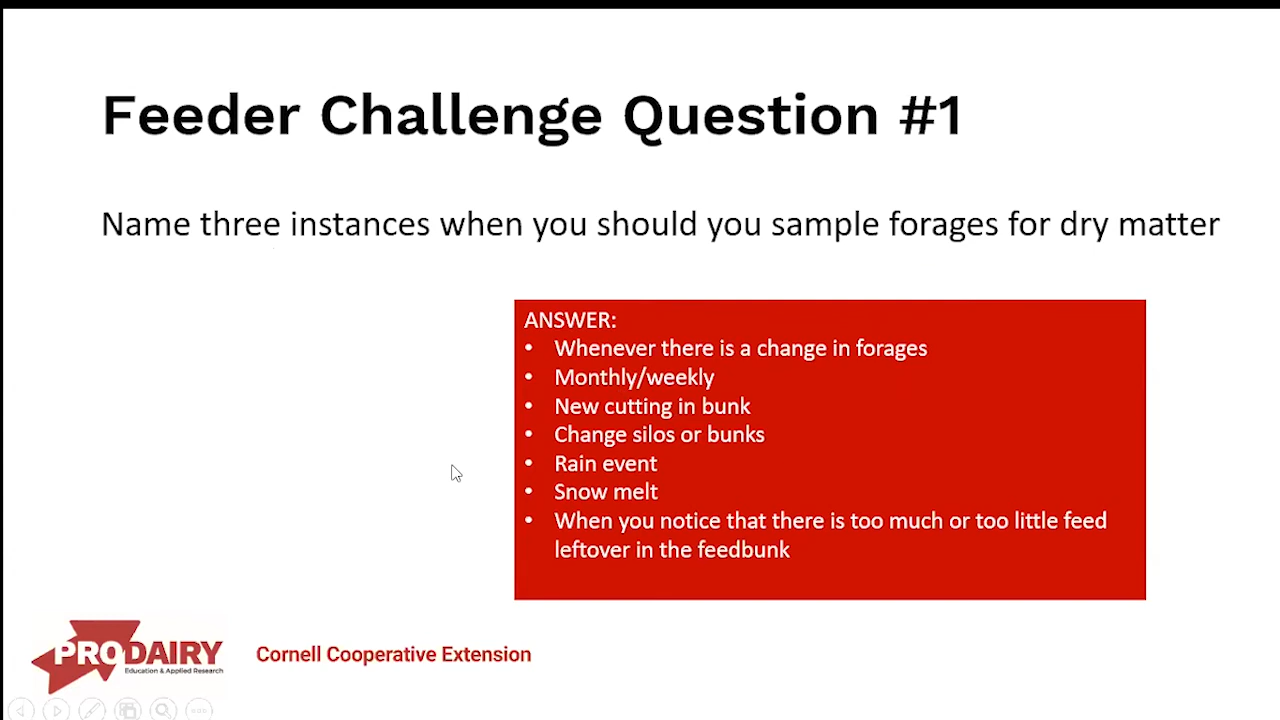 Feeder Challenge Question #1
Name three instances when you should you sample forages for dry matter
ANSWER:
• Whenever there is a change in forages
• Monthly/weekly
• New cutting in bunk
• Change silos or bunks
• Rain event
• Snow melt
• When you notice that there is too much or too little feed
leftover in the feedbunk
PRODAIRY
Education & Applied Research
Cornell Cooperative Extension